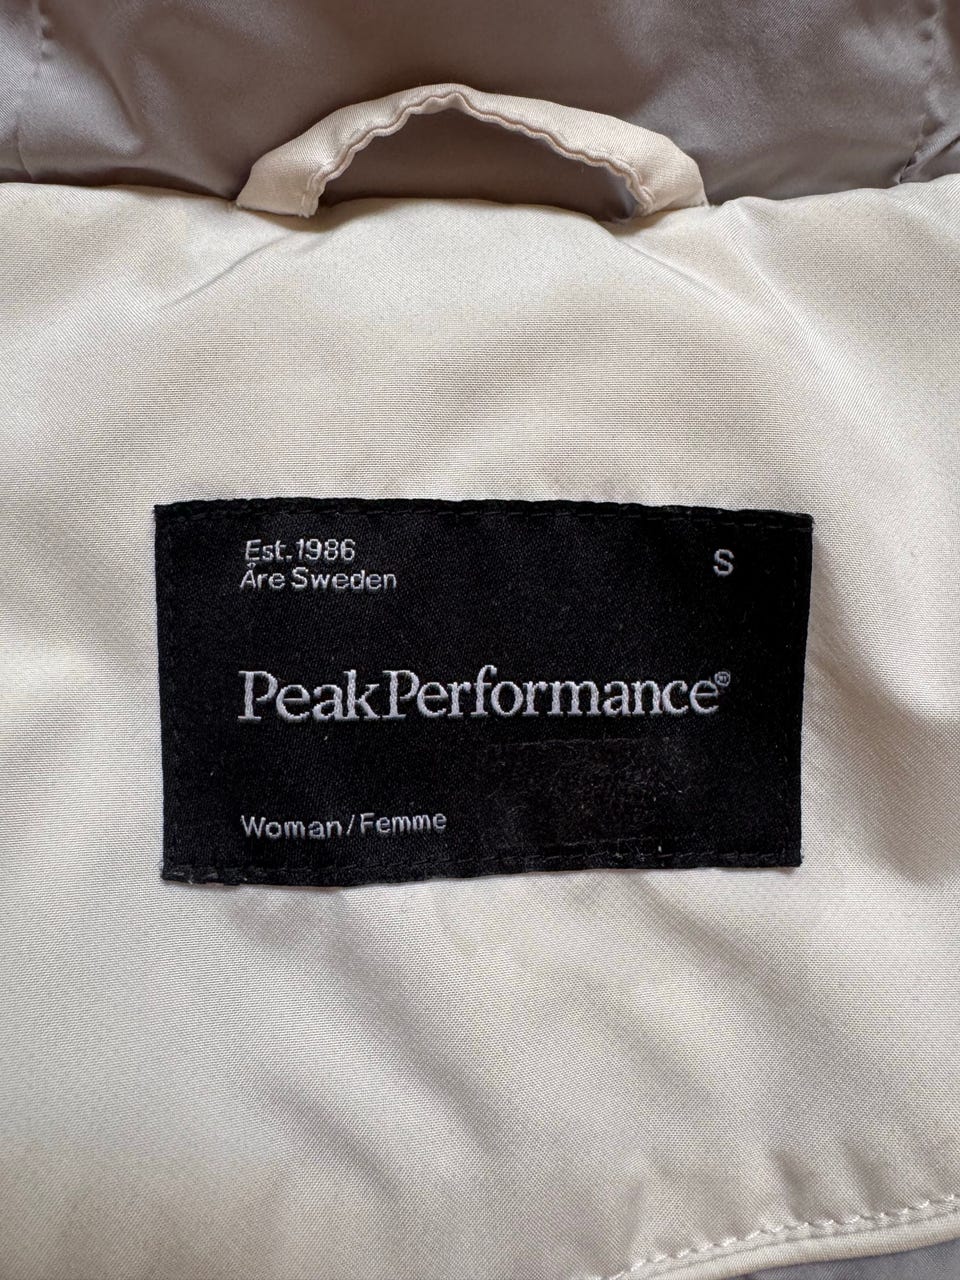 Est.1986
Åre Sweden
S
PeakPerformance®
Woman/Femme